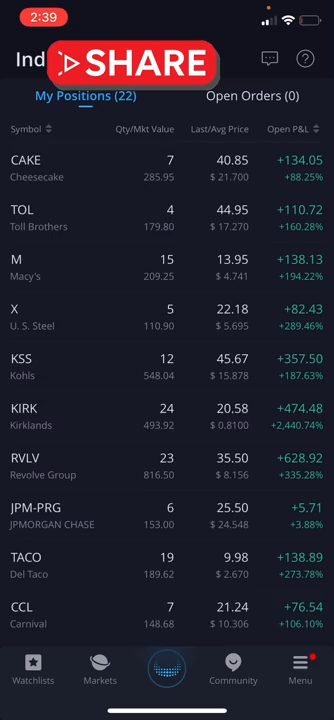 2:39
Ind
SHARE
My Positions (22) Open Orders (0)
Symbol Qty/Mkt Value Last/Avg Price Open P&L
CAKE 7 40.85 +134.05
Cheesecake 285.95 $ 21.700 +88.25%
TOL 4 44.95 +110.72
Toll Brothers 179.80 $ 17.270 +160.28%
M 15 13.95 +138.13
Macy's 209.25 $ 4.741 +194.22%
X 5 22.18 +82.43
U. S. Steel 110.90 $ 5.695 +289.46%
KSS 12 45.67 +357.50
Kohls 548.04 $ 15.878 +187.63%
KIRK 24 20.58 +474.48
Kirklands 493.92 $ 0.8100 +2,440.74%
RVLV 23 35.50 +628.92
Revolve Group 816.50 $ 8.156 +335.28%
JPM-PRG 6 25.50 +5.71
JPMORGAN CHASE 153.00 $ 24.548 +3.88%
TACO 19 9.98 +138.89
Del Taco 189.62 $ 2.670 +273.78%
CCL 7 21.24 +76.54
Carnival 148.68 $ 10.306 +106.10%
Watchlists Markets Community Menu